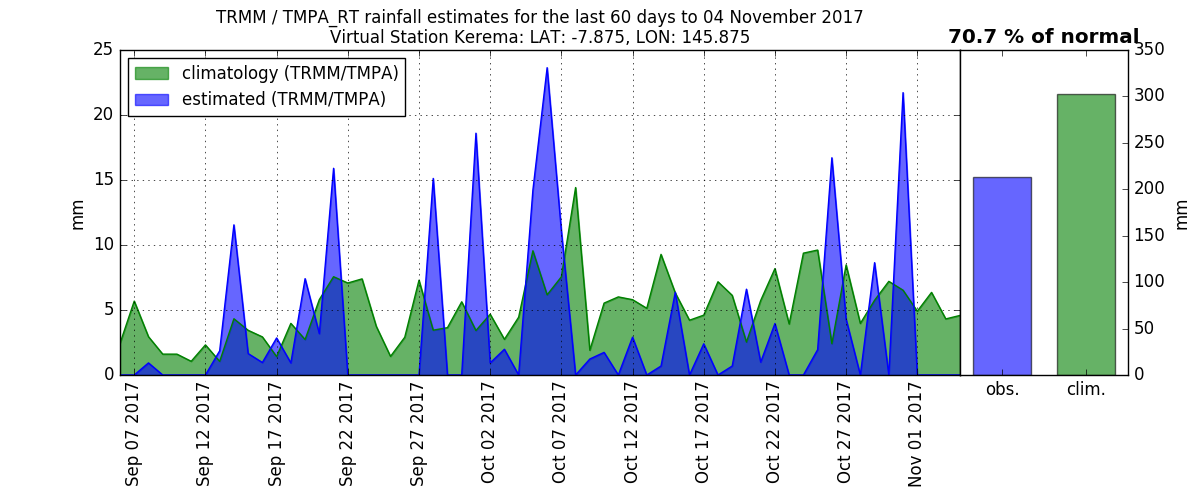 TRMM / TMPA_RT rainfall estimates for the last 60 days to 04 November 2017
Virtual Station Kerema: LAT: -7.875, LON: 145.875
70.7 % of normal
climatology (TRMM/TMPA)
estimated (TRMM/TMPA)
25
20
15
10
5
0
mm
350
300
250
200
150
100
50
0
mm
obs.
clim.
Sep 07 2017
Sep 12 2017
Sep 17 2017
Sep 22 2017
Sep 27 2017
Oct 02 2017
Oct 07 2017
Oct 12 2017
Oct 17 2017
Oct 22 2017
Oct 27 2017
Nov 01 2017